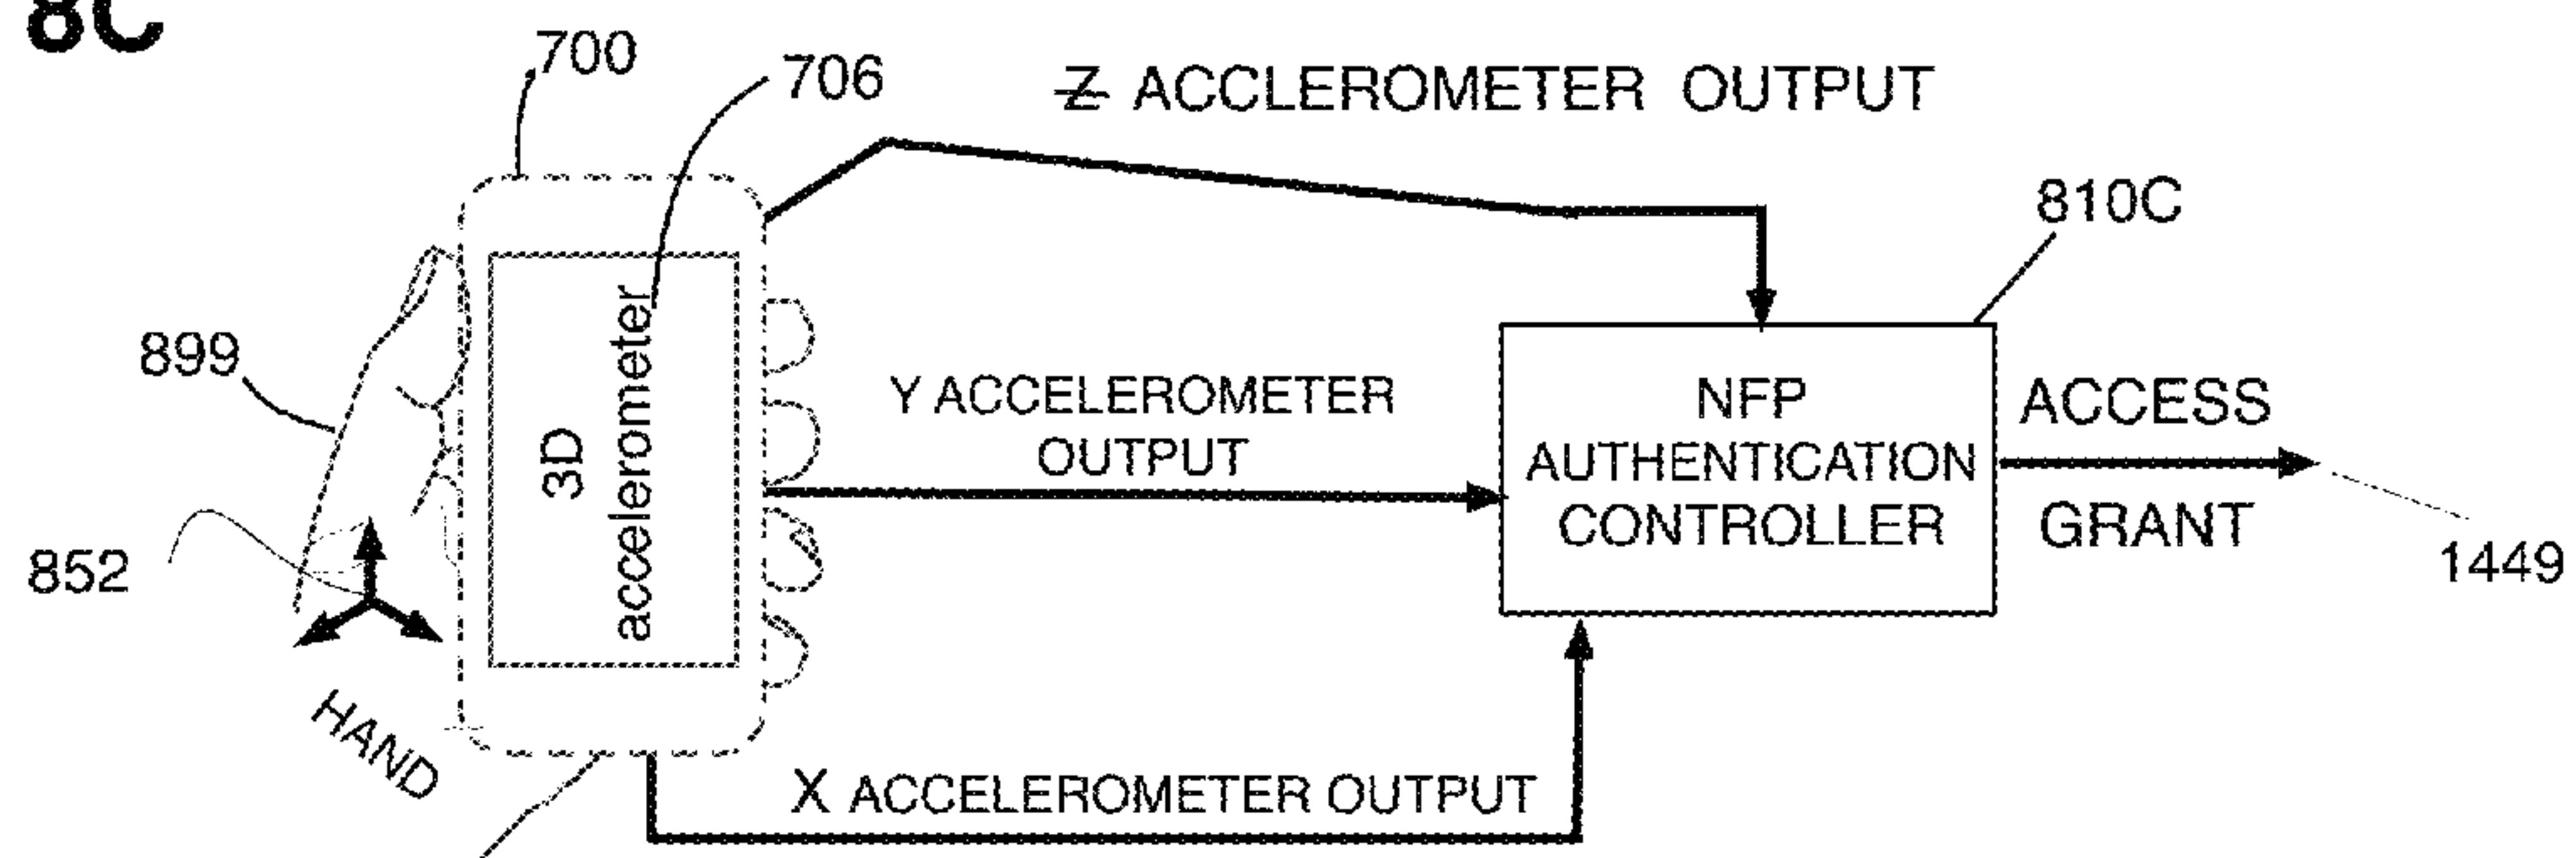 8C
700
706
Z ACCLEROMETER OUTPUT
810C
899
3D
accelerometer
Y ACCELEROMETER
OUTPUT
NFP
AUTHENTICATION
CONTROLLER
ACCESS
GRANT
852
1449
HAND
X ACCELEROMETER OUTPUT